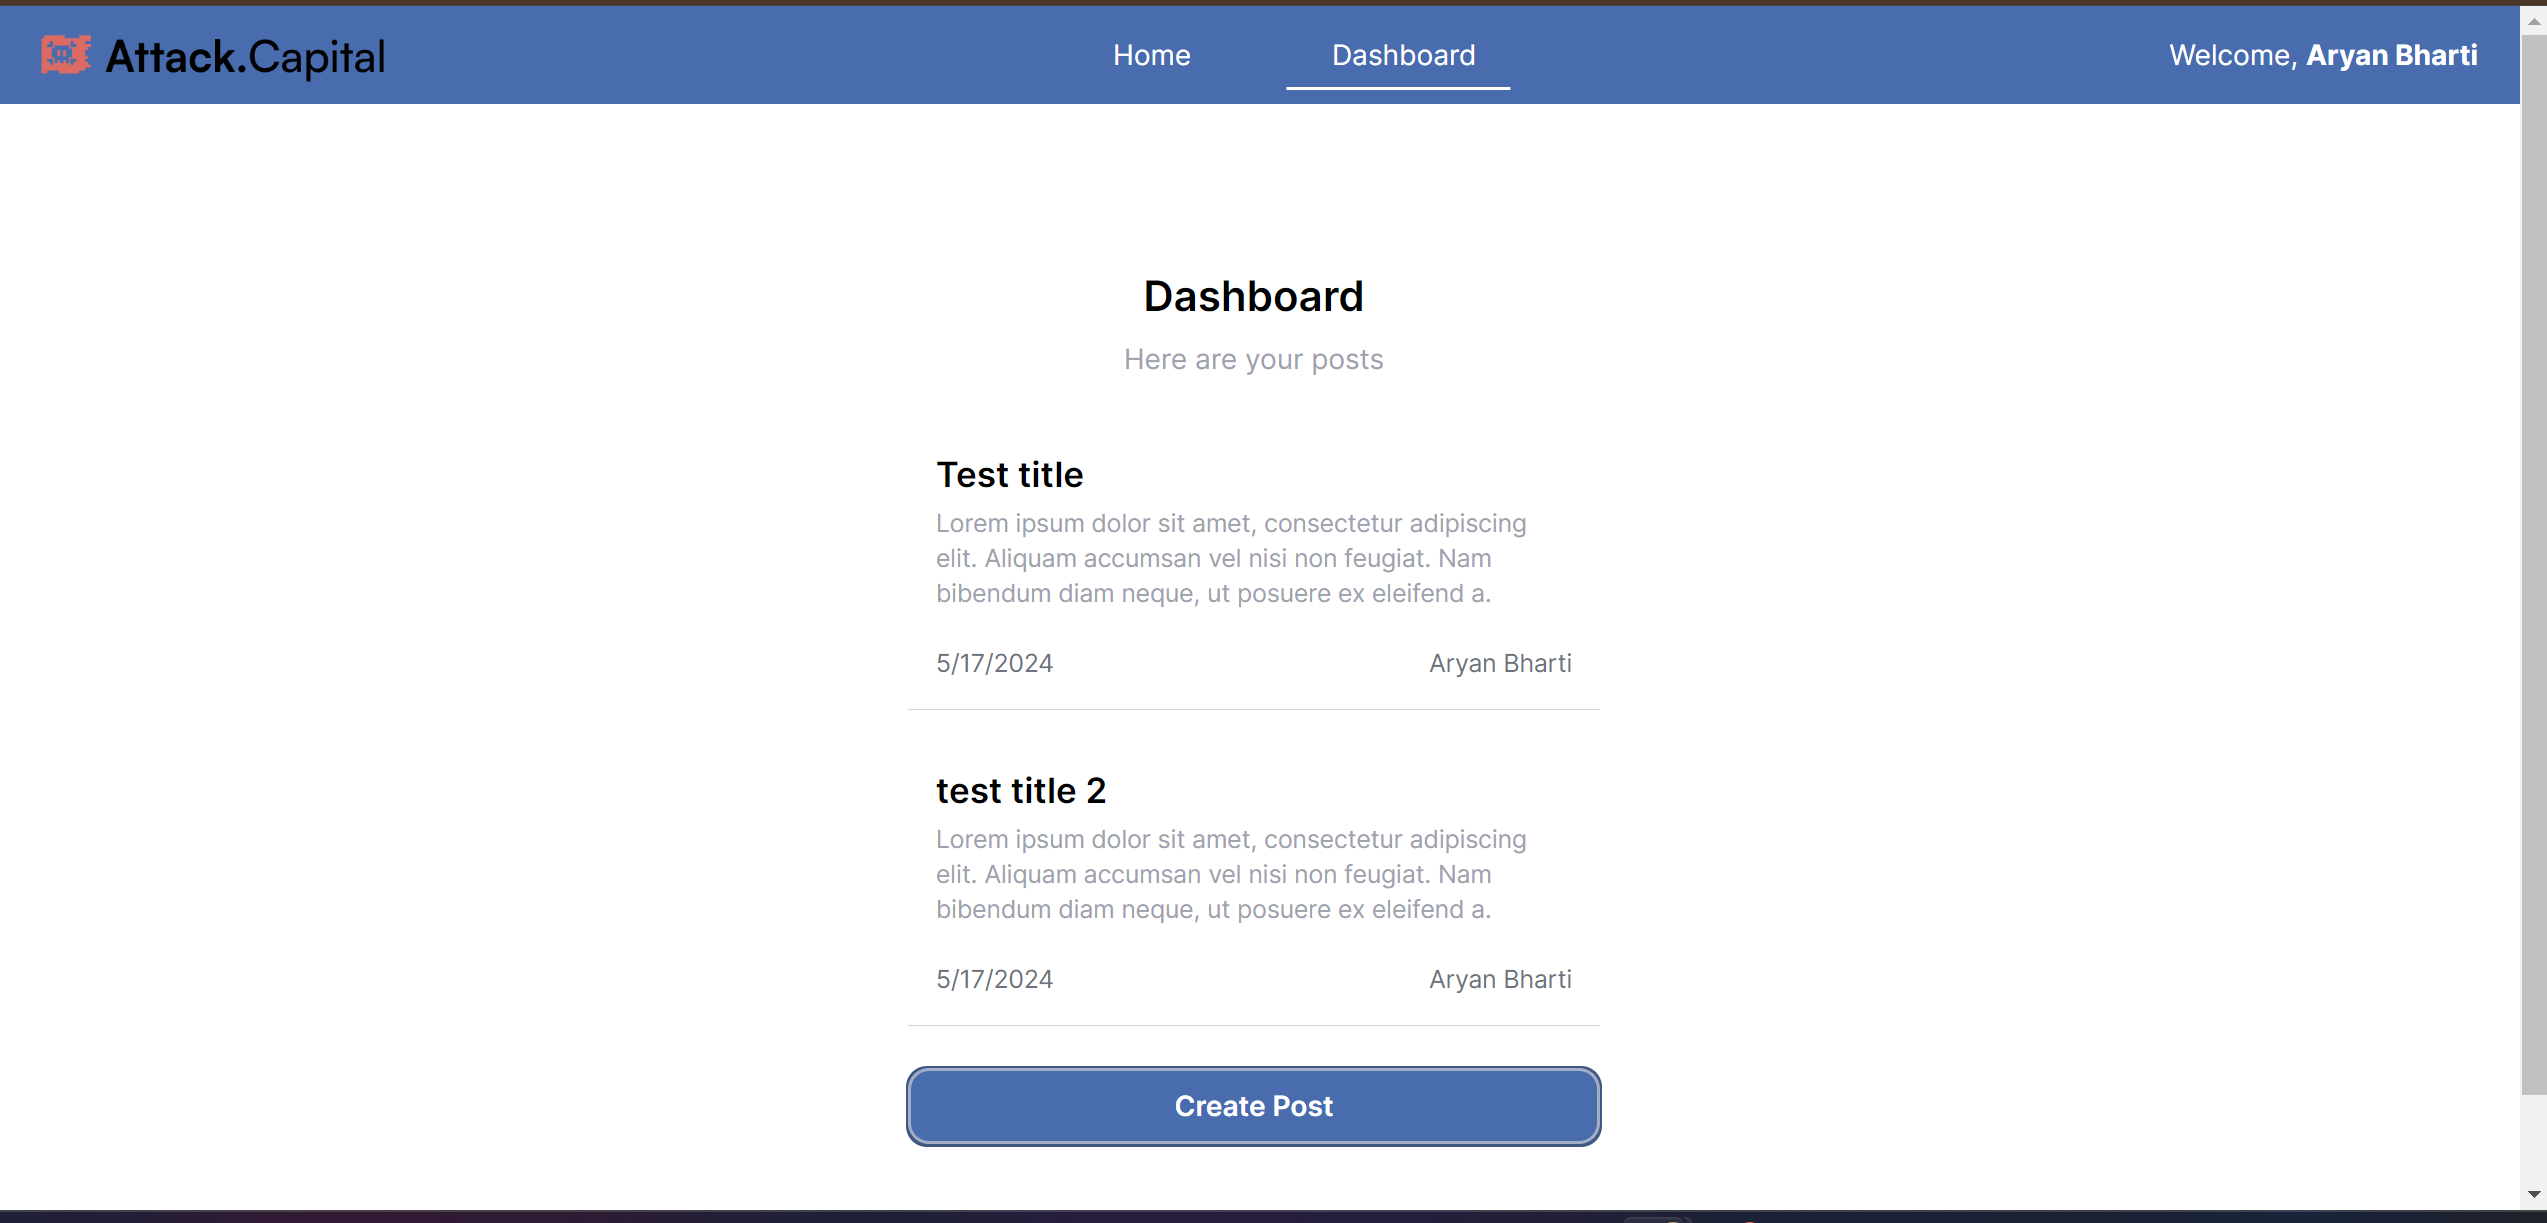 Attack.Capital
Home
Dashboard
Welcome, Aryan Bharti
Dashboard
Here are your posts
Test title
Lorem ipsum dolor sit amet, consectetur adipiscing
elit. Aliquam accumsan vel nisi non feugiat. Nam
bibendum diam neque, ut posuere ex eleifend a.
5/17/2024
Aryan Bharti
test title 2
Lorem ipsum dolor sit amet, consectetur adipiscing
elit. Aliquam accumsan vel nisi non feugiat. Nam
bibendum diam neque, ut posuere ex eleifend a.
5/17/2024
Aryan Bharti
Create Post